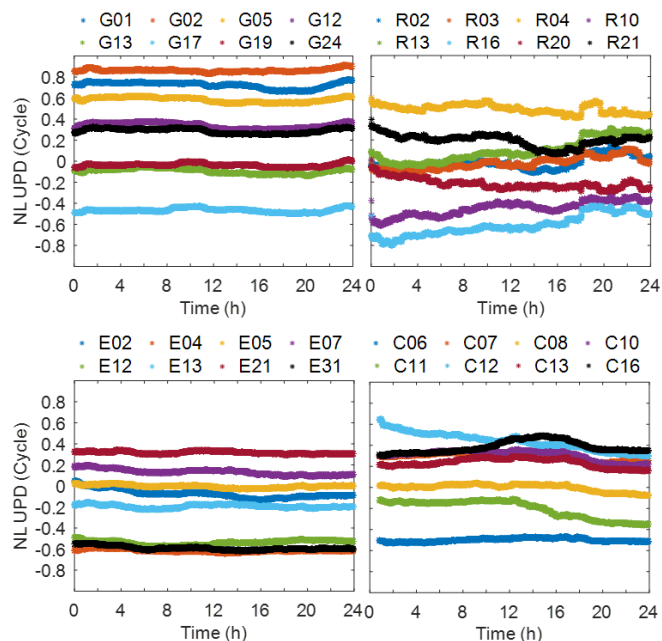 G01 G02 G05 G12
G13 G17 G19 G24
R02 R03 R04 R10
R13 R16 R20 R21
NLUPD (Cycle)
0.8
0.6
0.4
0.2
0
-0.2
-0.4
-0.6
-0.8
0 4 8 12 16 20 24
Time (h)
0 4 8 12 16 20 24
Time (h)
E02 E04 E05 E07
E12 E13 E21 E31
C06 C07 C08 C10
C11 C12 C13 C16
NLUPD (Cycle)
0.8
0.6
0.4
0.2
0
-0.2
-0.4
-0.6
-0.8
0 4 8 12 16 20 24
Time (h)
0 4 8 12 16 20 24
Time (h)